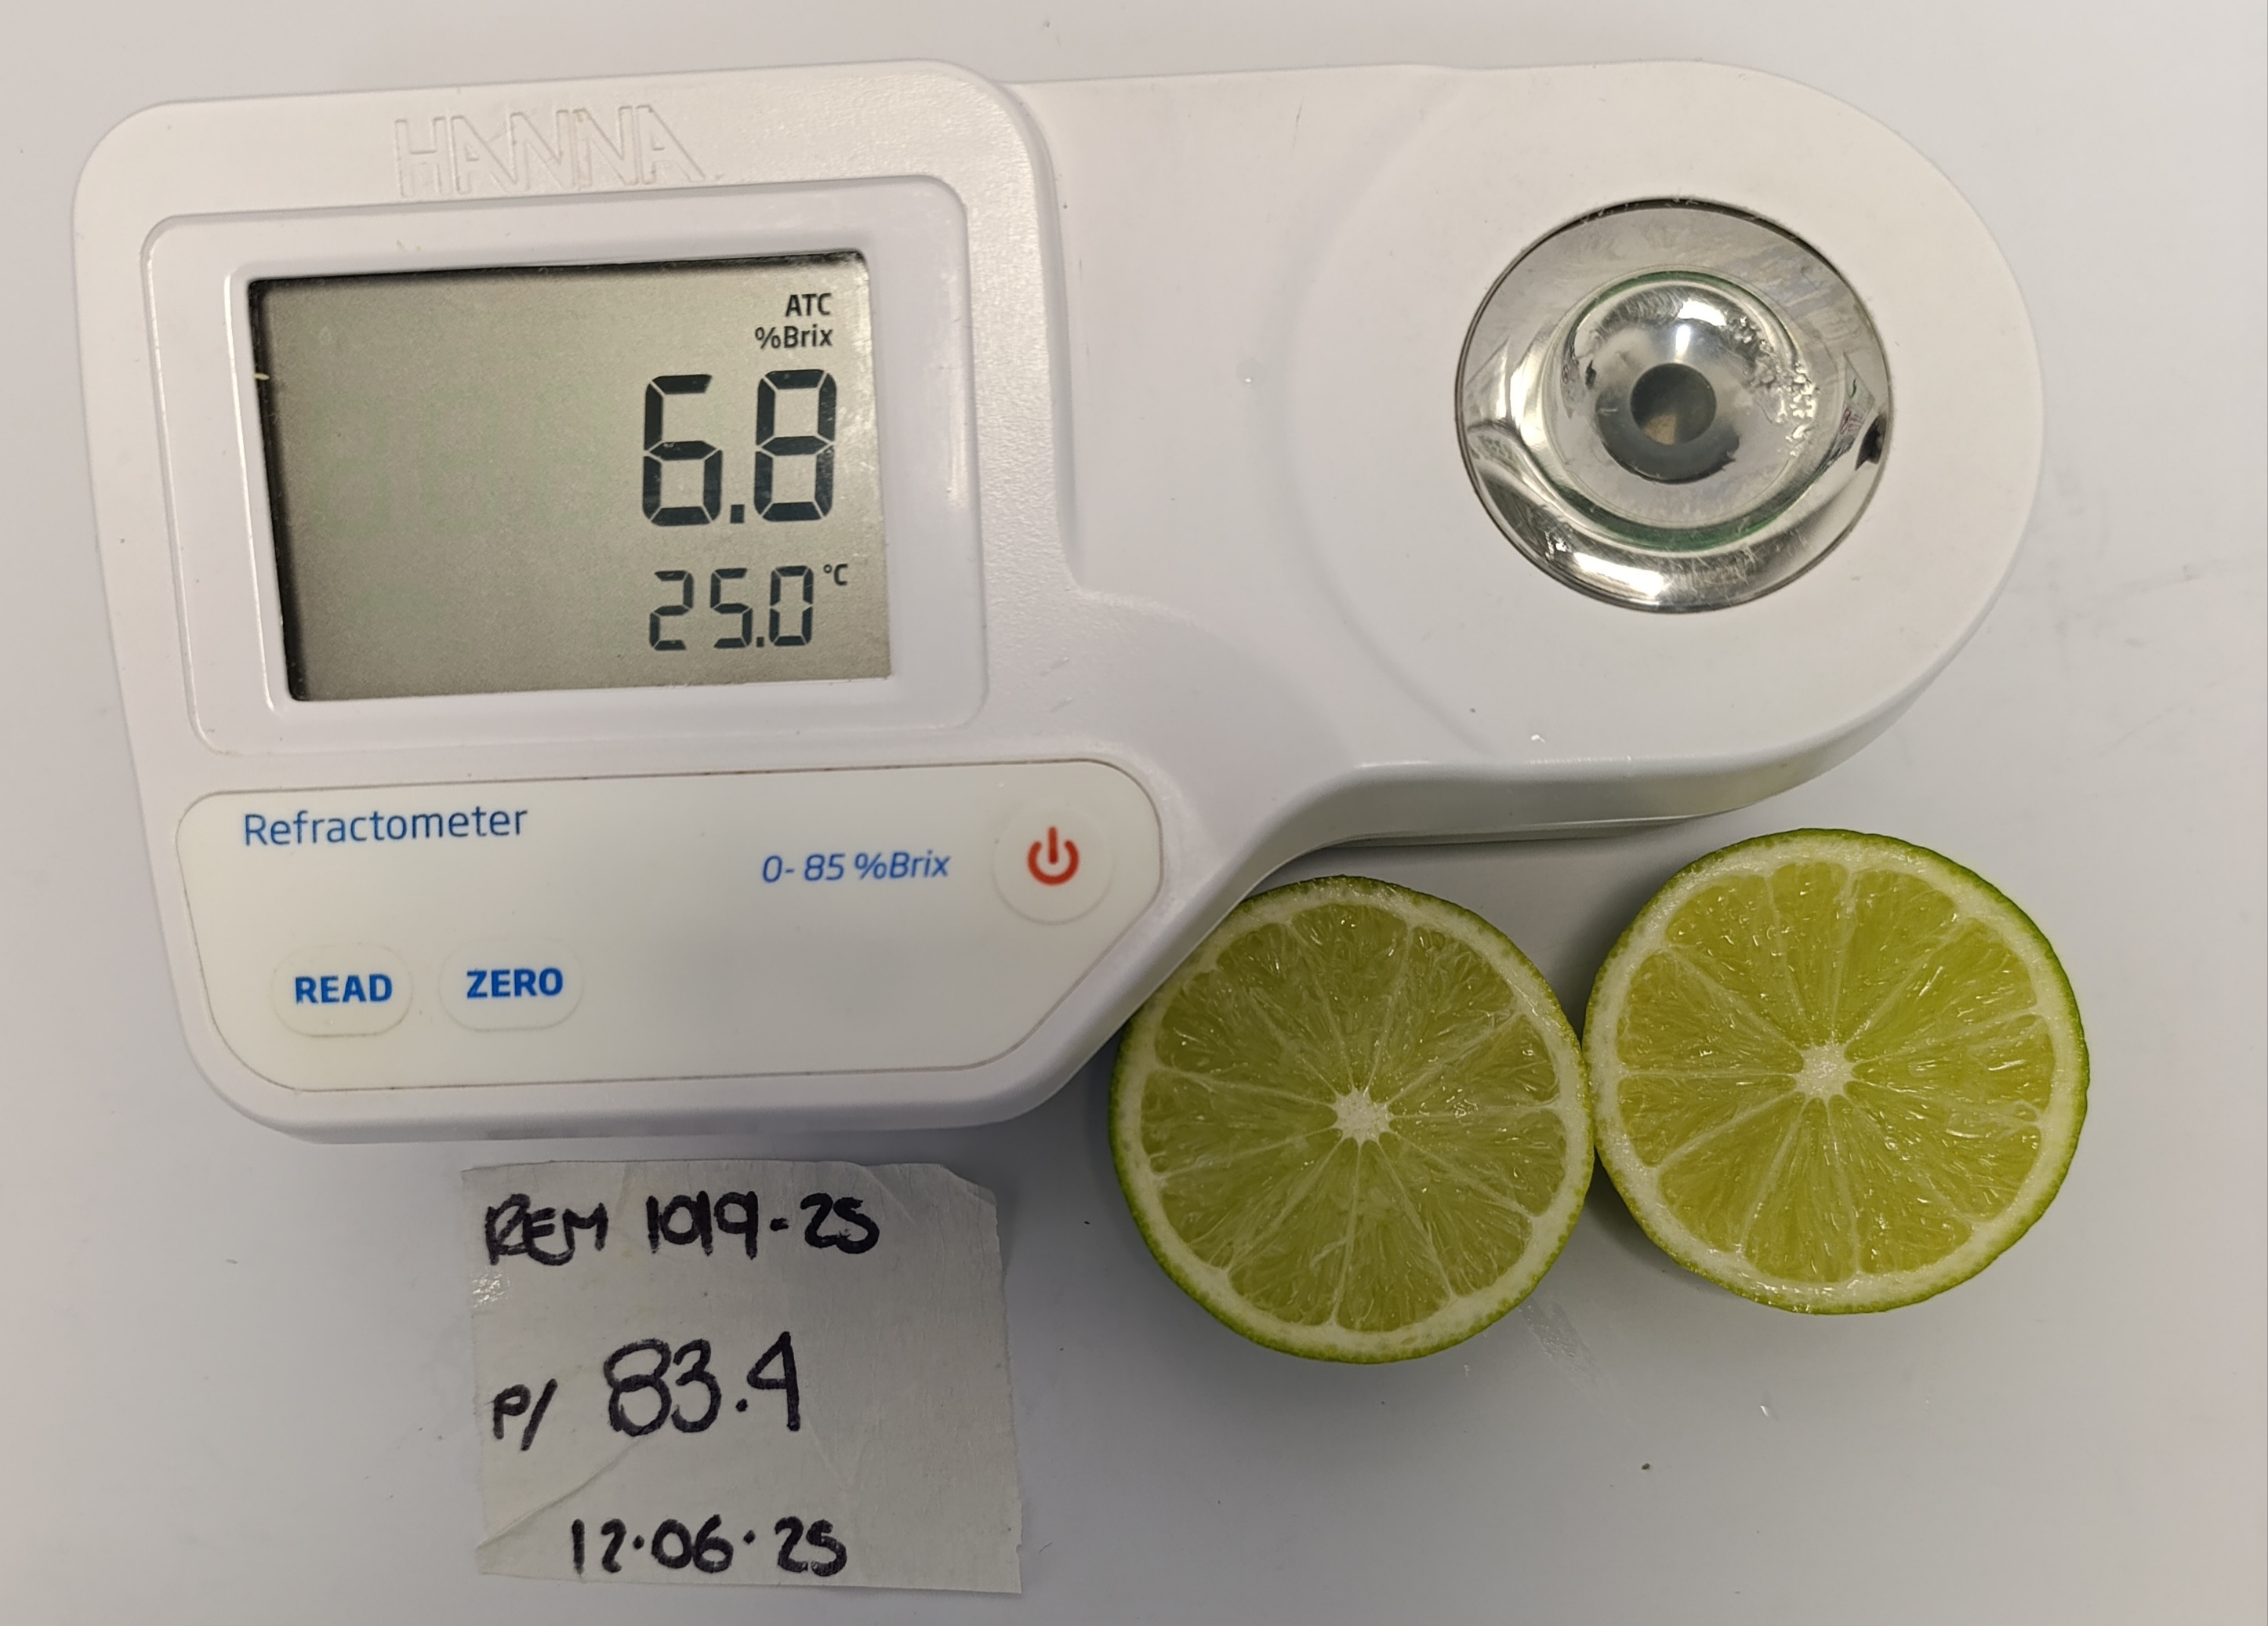 HANNA
ATC
%Brix
6.8
25.0 °C
Refractometer
0- 85 %Brix
READ ZERO
REM 1019-25
P/ 83.4
12.06.25